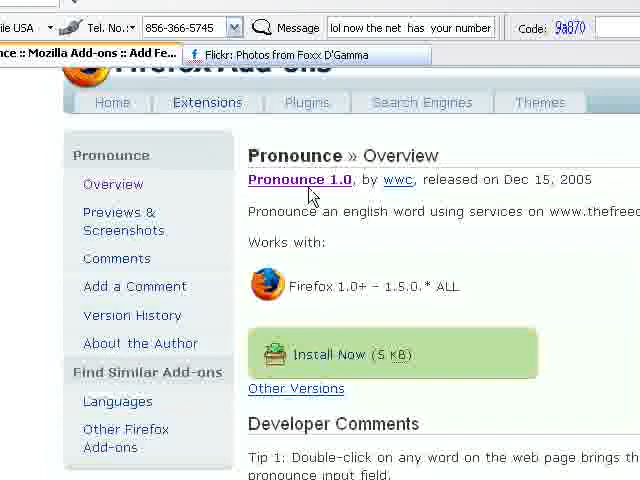 ile USA Tel. No.: 856-366-5745 Message lol now the net has your number Code: 9a870
nce :: Mozilla Add-ons :: Add Fe... Flickr: Photos from Foxx D'Gamma
Firefox Add-ons
Home Extensions Plugins Search Engines Themes
Pronounce
Overview
Previews &
Screenshots
Comments
Add a Comment
Version History
About the Author
Find Similar Add-ons
Languages
Other Firefox
Add-ons
Pronounce » Overview
Pronounce 1.0, by wwc, released on Dec 15, 2005
Pronounce an english word using services on www.thefreed
Works with:
Firefox 1.0+ – 1.5.0.* ALL
Install Now (5 KB)
Other Versions
Developer Comments
Tip 1: Double-click on any word on the web page brings th
pronounce input field.